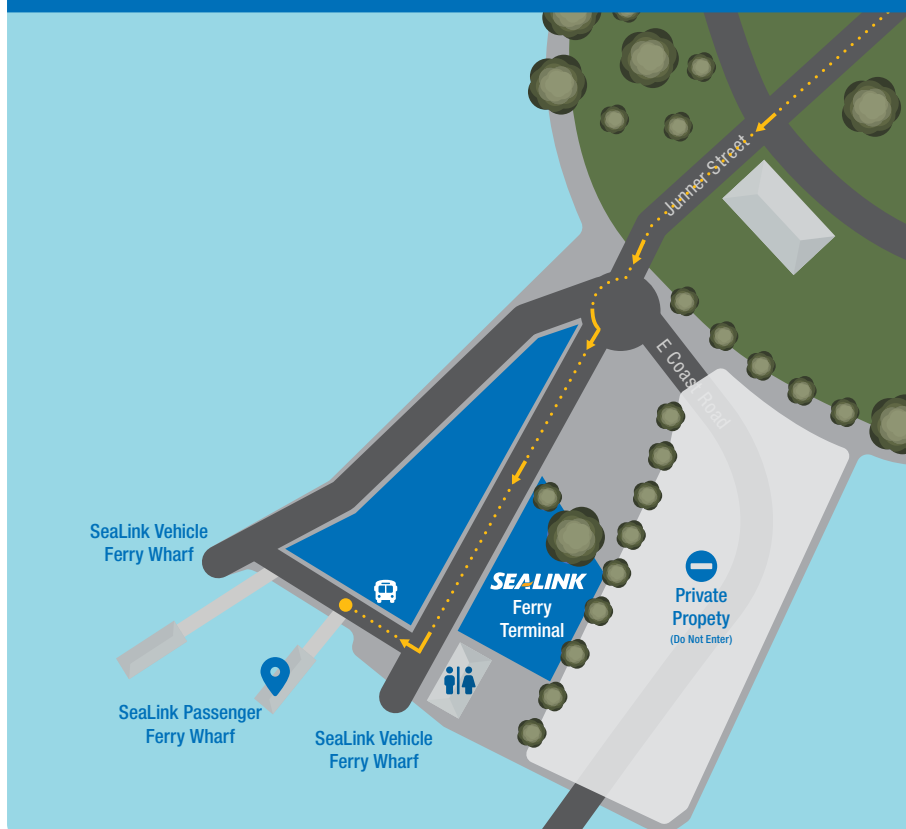 Junner Street
E Coast Road
SeaLink Vehicle
Ferry Wharf
SEALINK
Ferry
Terminal
Private
Propety
(Do Not Enter)
SeaLink Passenger
Ferry Wharf
SeaLink Vehicle
Ferry Wharf